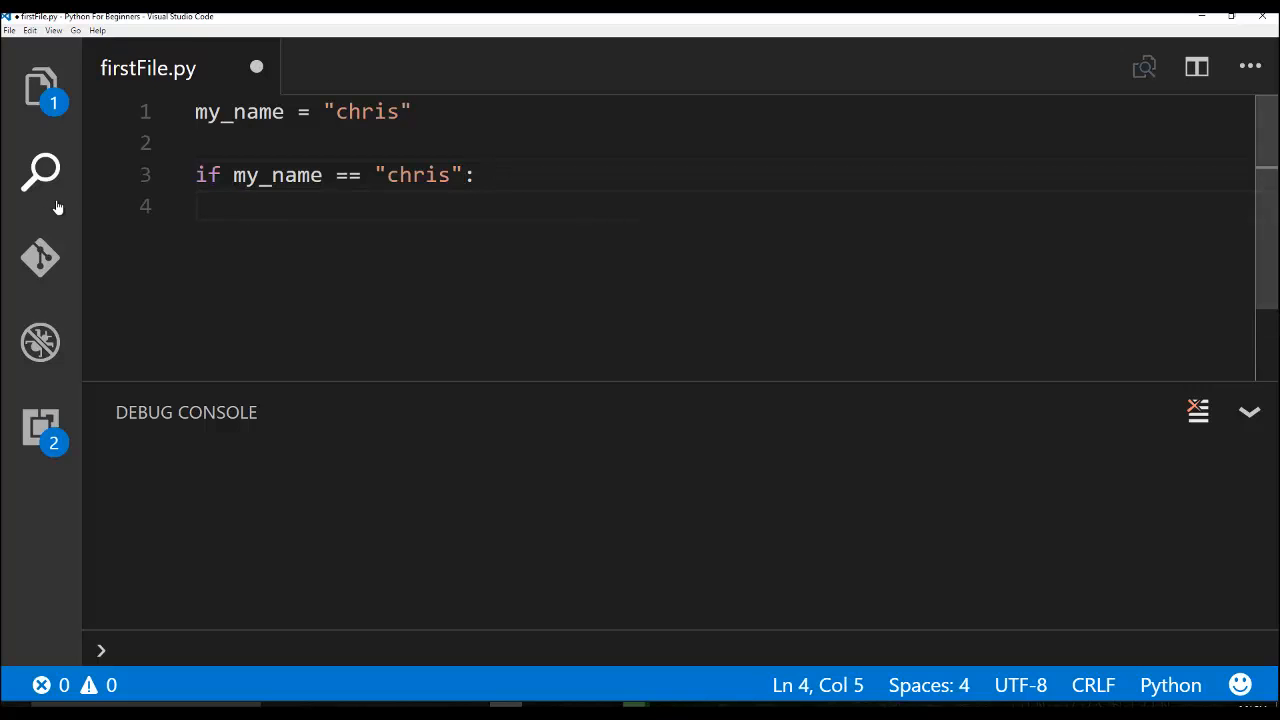 ● firstFile.py - Python For Beginners - Visual Studio Code
File Edit View Go Help
firstFile.py
1 my_name = "chris"
2
3 if my_name == "chris":
4
1
2
DEBUG CONSOLE
›
0 0 Ln 4, Col 5 Spaces: 4 UTF-8 CRLF Python